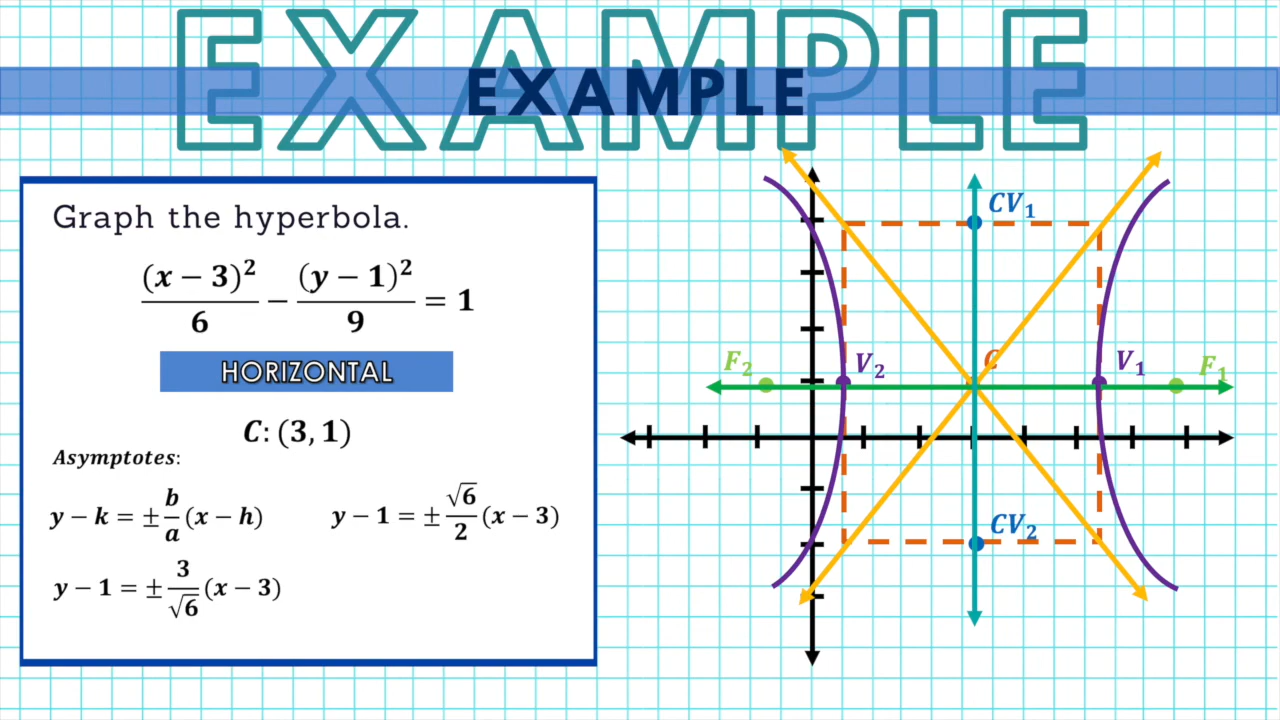 EXAMPLE
EXAMPLE
Graph the hyperbola.
(x − 3)²/6 − (y − 1)²/9 = 1
HORIZONTAL
C: (3, 1)
Asymptotes:
y − k = ± b/a (x − h)
y − 1 = ± √6/2 (x − 3)
y − 1 = ± 3/√6 (x − 3)
CV₁
F₂
V₂
C
V₁
F₁
CV₂